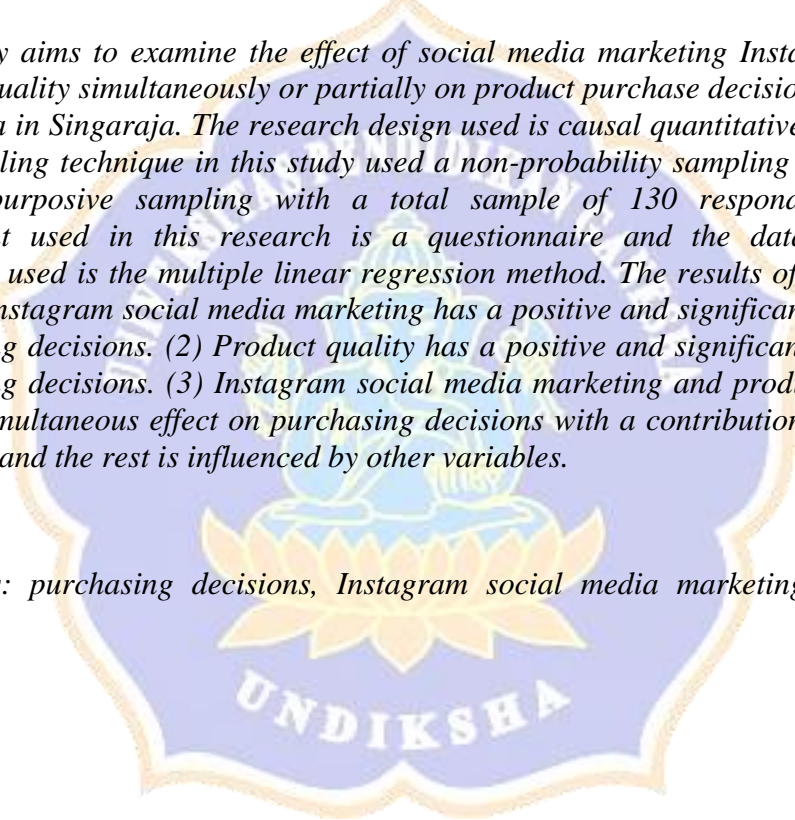 y aims to examine the effect of social media marketing Insta
uality simultaneously or partially on product purchase decisio
a in Singaraja. The research design used is causal quantitative
ling technique in this study used a non-probability sampling
purposive sampling with a total sample of 130 respond
t used in this research is a questionnaire and the data
used is the multiple linear regression method. The results of
nstagram social media marketing has a positive and significan
g decisions. (2) Product quality has a positive and significan
g decisions. (3) Instagram social media marketing and produ
multaneous effect on purchasing decisions with a contribution
and the rest is influenced by other variables.
: purchasing decisions, Instagram social media marketing
UNIVERSITAS PENDIDIKAN GANESHA
UNDIKSHA